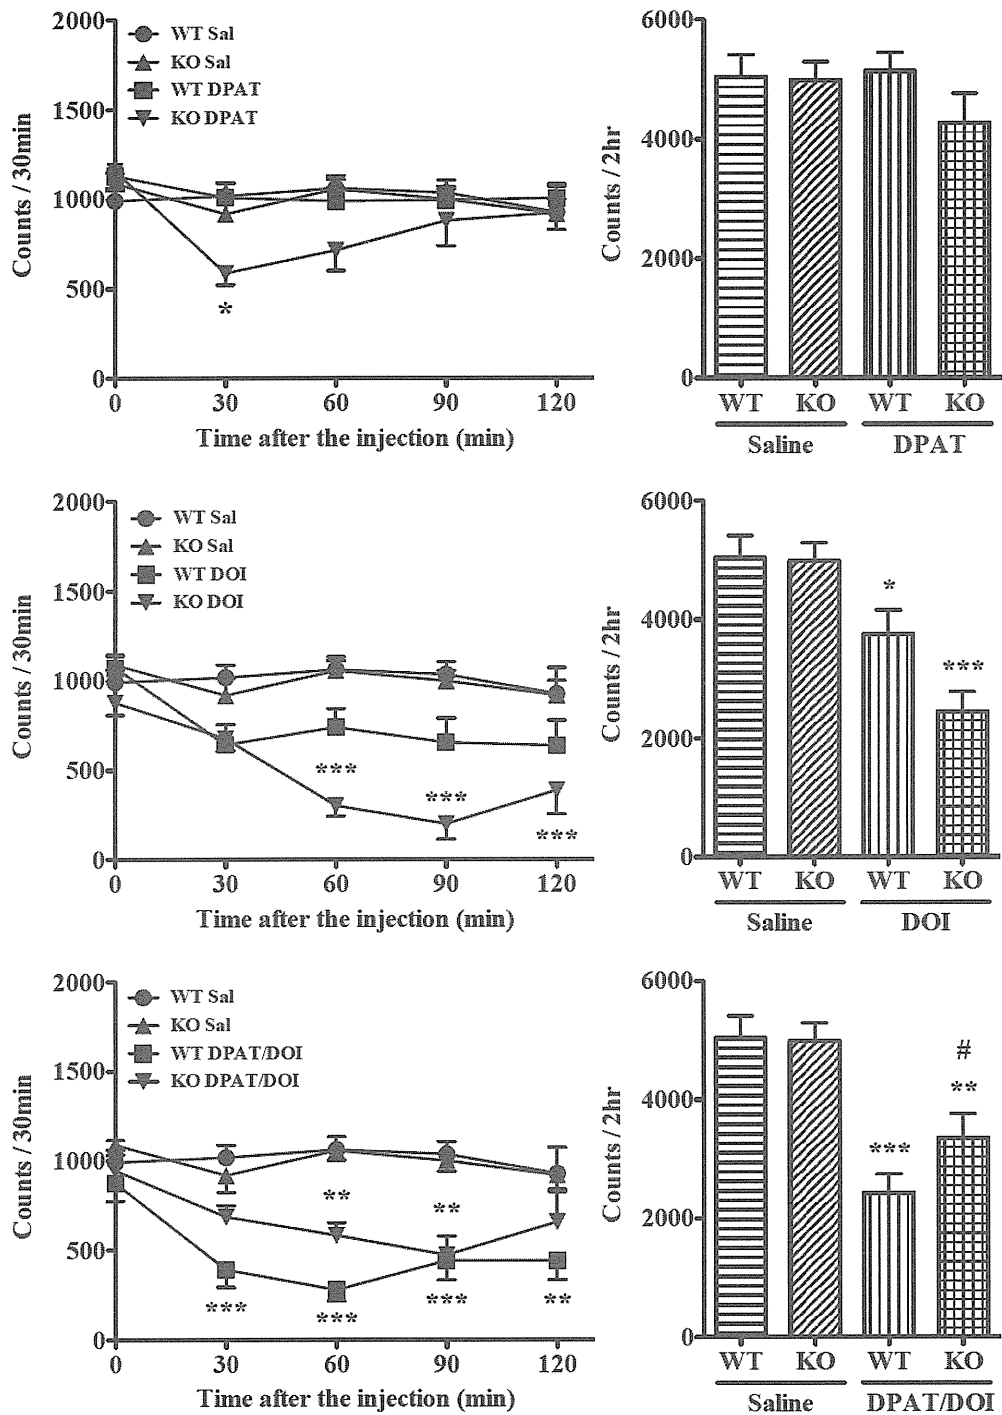 2000
1500
1000
500
0
Counts / 30min
WT Sal
KO Sal
WT DPAT
KO DPAT
*
0 30 60 90 120
Time after the injection (min)
6000
4000
2000
0
Counts / 2hr
WT KO WT KO
Saline DPAT
2000
1500
1000
500
0
Counts / 30min
WT Sal
KO Sal
WT DOI
KO DOI
***
***
***
0 30 60 90 120
Time after the injection (min)
6000
4000
2000
0
Counts / 2hr
*
***
WT KO WT KO
Saline DOI
2000
1500
1000
500
0
Counts / 30min
WT Sal
KO Sal
WT DPAT/DOI
KO DPAT/DOI
** **
*** *** *** **
0 30 60 90 120
Time after the injection (min)
6000
4000
2000
0
Counts / 2hr
#
**
***
WT KO WT KO
Saline DPAT/DOI